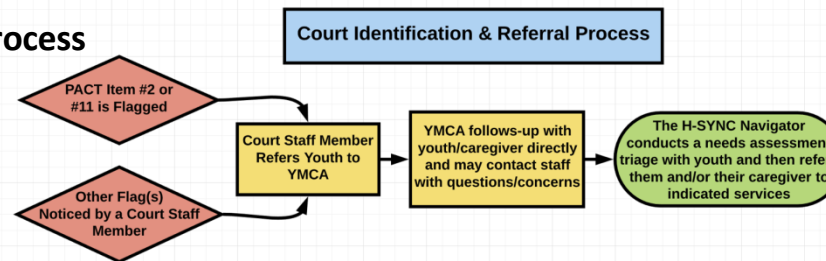 rocess
Court Identification & Referral Process
PACT Item #2 or
#11 is Flagged
Other Flag(s)
Noticed by a Court Staff
Member
Court Staff Member
Refers Youth to
YMCA
YMCA follows-up with
youth/caregiver directly
and may contact staff
with questions/concerns
The H-SYNC Navigator
conducts a needs assessmen
triage with youth and then refe
them and/or their caregiver to
indicated services